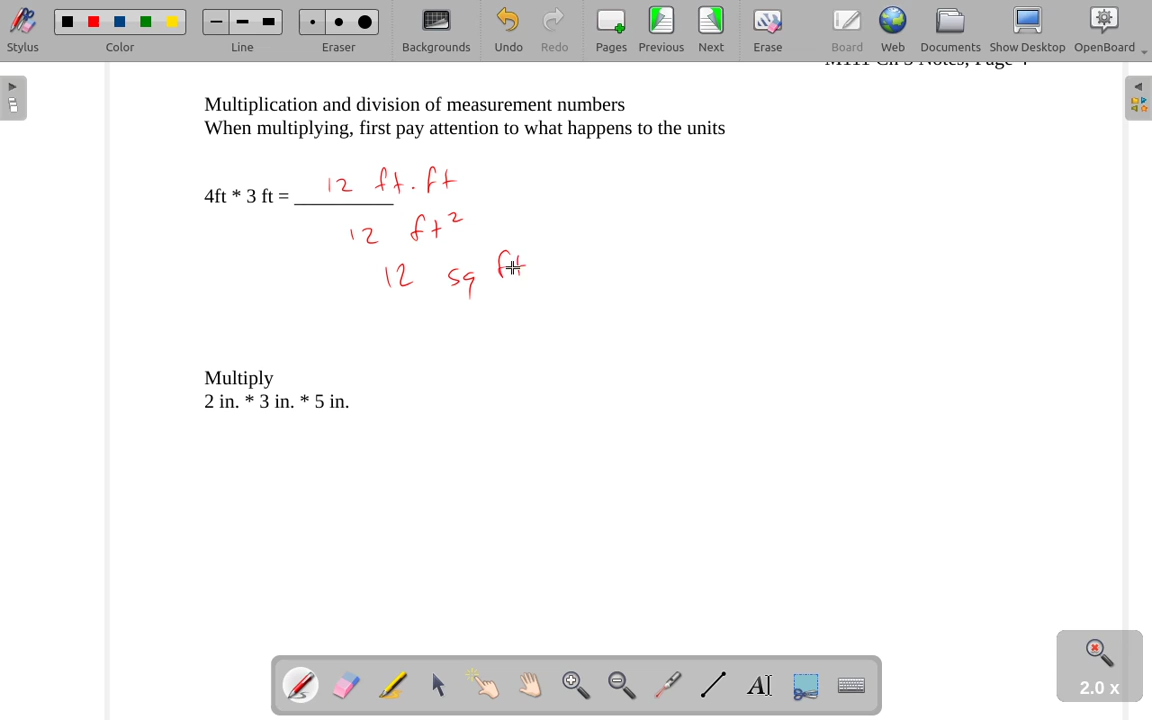 Stylus Color Line Eraser Backgrounds Undo Redo Pages Previous Next Erase Board Web Documents Show Desktop OpenBoard
Multiplication and division of measurement numbers
When multiplying, first pay attention to what happens to the units
4ft * 3 ft = __________ 12 ft . ft
12 ft²
12 sq ft
Multiply
2 in. * 3 in. * 5 in.
2.0 x